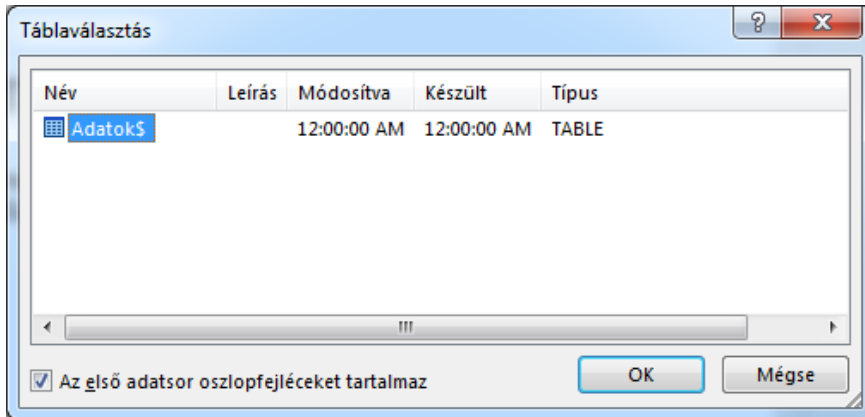 Táblaválasztás
Név Leírás Módosítva Készült Típus
Adatok$ 12:00:00 AM 12:00:00 AM TABLE
Az első adatsor oszlopfejléceket tartalmaz OK Mégse